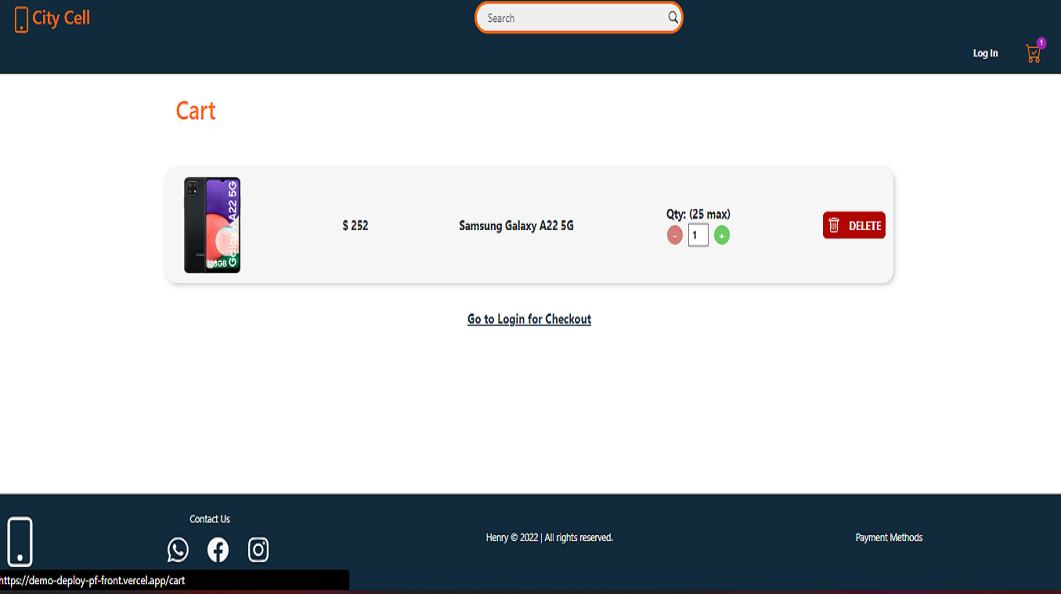 City Cell
Search
Log In
1
Cart
Galaxy A22 5G
128GB
$ 252
Samsung Galaxy A22 5G
Qty: (25 max)
- 1 +
DELETE
Go to Login for Checkout
Contact Us
Henry © 2022 | All rights reserved.
Payment Methods
https://demo-deploy-pf-front.vercel.app/cart